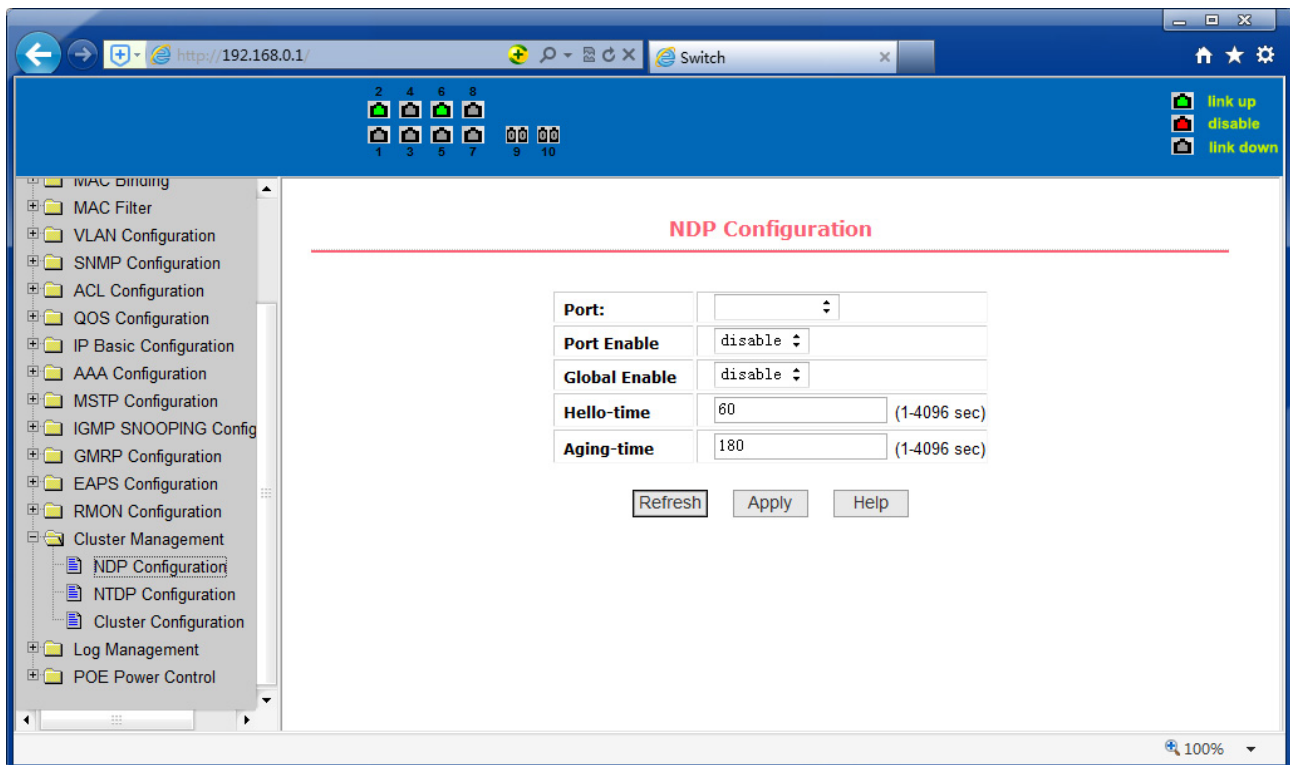 http://192.168.0.1/
Switch
2 4 6 8
1 3 5 7 9 10
link up
disable
link down
MAC Binding
MAC Filter
VLAN Configuration
SNMP Configuration
ACL Configuration
QOS Configuration
IP Basic Configuration
AAA Configuration
MSTP Configuration
IGMP SNOOPING Config
GMRP Configuration
EAPS Configuration
RMON Configuration
Cluster Management
NDP Configuration
NTDP Configuration
Cluster Configuration
Log Management
POE Power Control
NDP Configuration
Port:
Port Enable disable
Global Enable disable
Hello-time 60 (1-4096 sec)
Aging-time 180 (1-4096 sec)
Refresh Apply Help
100%